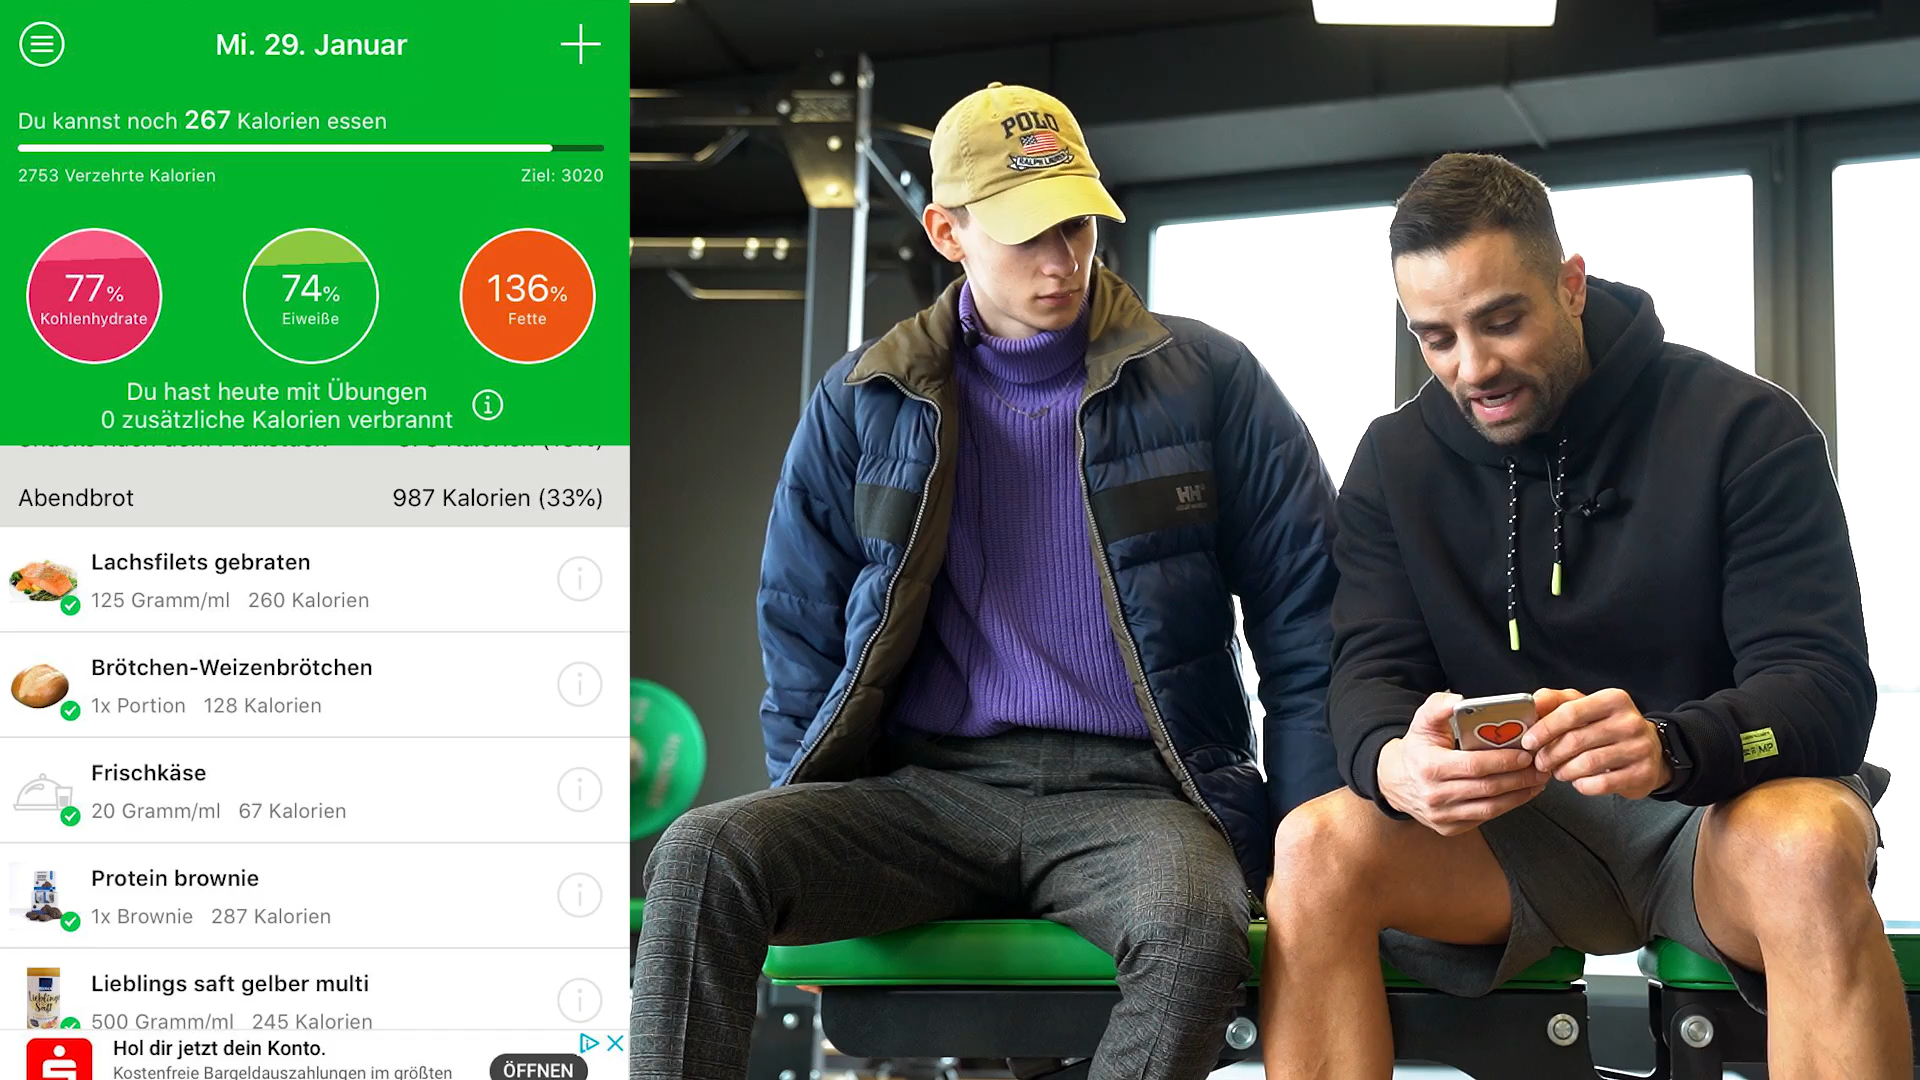 Mi. 29. Januar
Du kannst noch 267 Kalorien essen
2753 Verzehrte Kalorien
Ziel: 3020
77%
Kohlenhydrate
74%
Eiweiße
136%
Fette
Du hast heute mit Übungen
0 zusätzliche Kalorien verbrannt
Abendbrot
987 Kalorien (33%)
Lachsfilets gebraten
125 Gramm/ml 260 Kalorien
Brötchen-Weizenbrötchen
1x Portion 128 Kalorien
Frischkäse
20 Gramm/ml 67 Kalorien
Protein brownie
1x Brownie 287 Kalorien
Lieblings saft gelber multi
500 Gramm/ml 245 Kalorien
Hol dir jetzt dein Konto.
Kostenfreie Bargeldauszahlungen im größten
ÖFFNEN
POLO
RALPH LAUREN
HH
MP